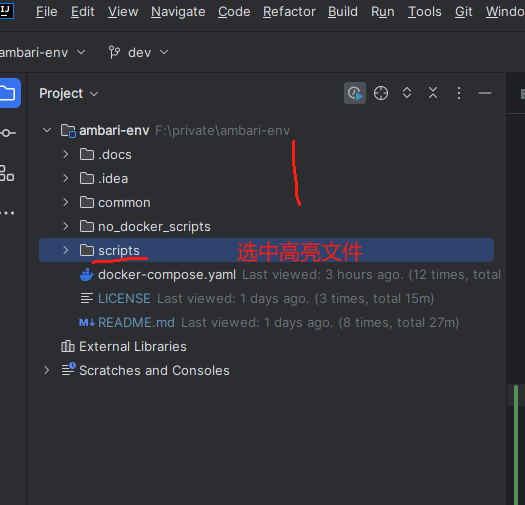 IJ File Edit View Navigate Code Refactor Build Run Tools Git Windo
ambari-env dev
Project
ambari-env F:\private\ambari-env
.docs
.idea
common
no_docker_scripts
scripts 选中高亮文件
docker-compose.yaml Last viewed: 3 hours ago. (12 times, total
LICENSE Last viewed: 1 days ago. (3 times, total 15m)
M↓ README.md Last viewed: 1 days ago. (8 times, total 27m)
External Libraries
Scratches and Consoles